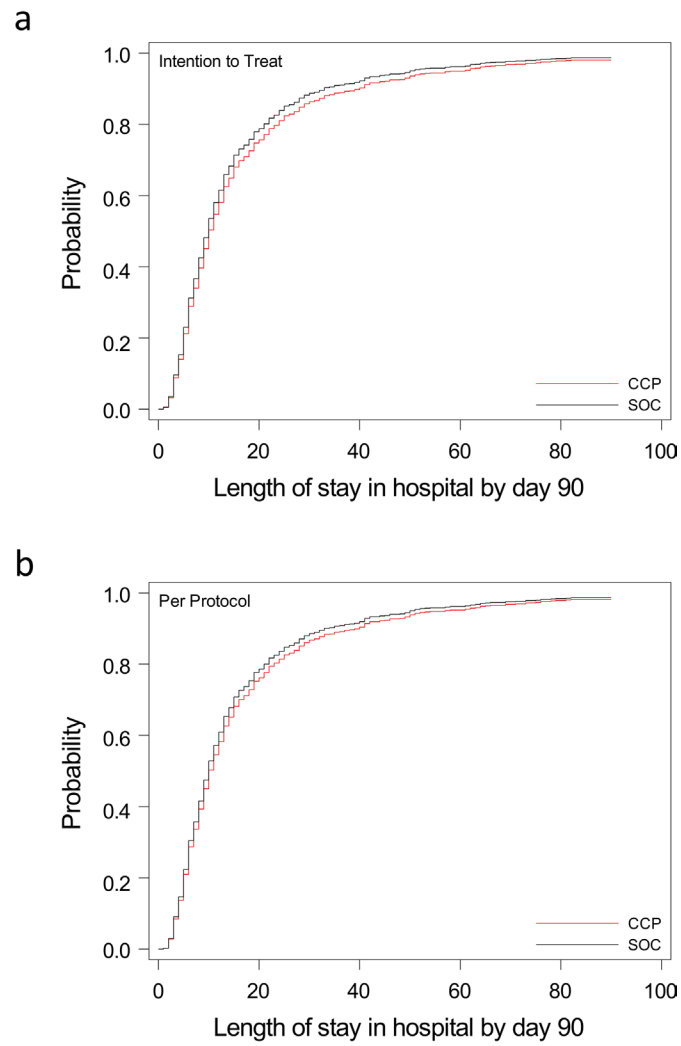 a
Intention to Treat
1.0
0.8
0.6
0.4
0.2
0.0
Probability
CCP
SOC
0 20 40 60 80 100
Length of stay in hospital by day 90
b
Per Protocol
1.0
0.8
0.6
0.4
0.2
0.0
Probability
CCP
SOC
0 20 40 60 80 100
Length of stay in hospital by day 90